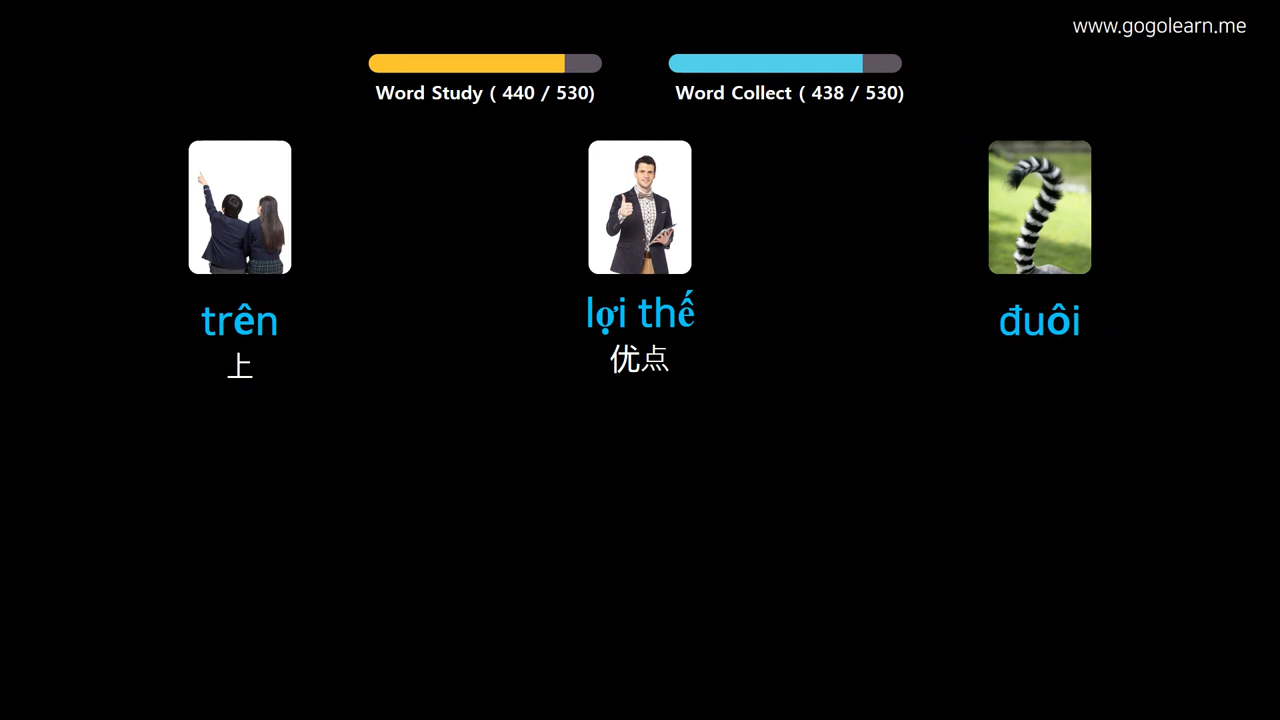 www.gogolearn.me
Word Study ( 440 / 530)
Word Collect ( 438 / 530)
trên
上
lợi thế
优点
đuôi